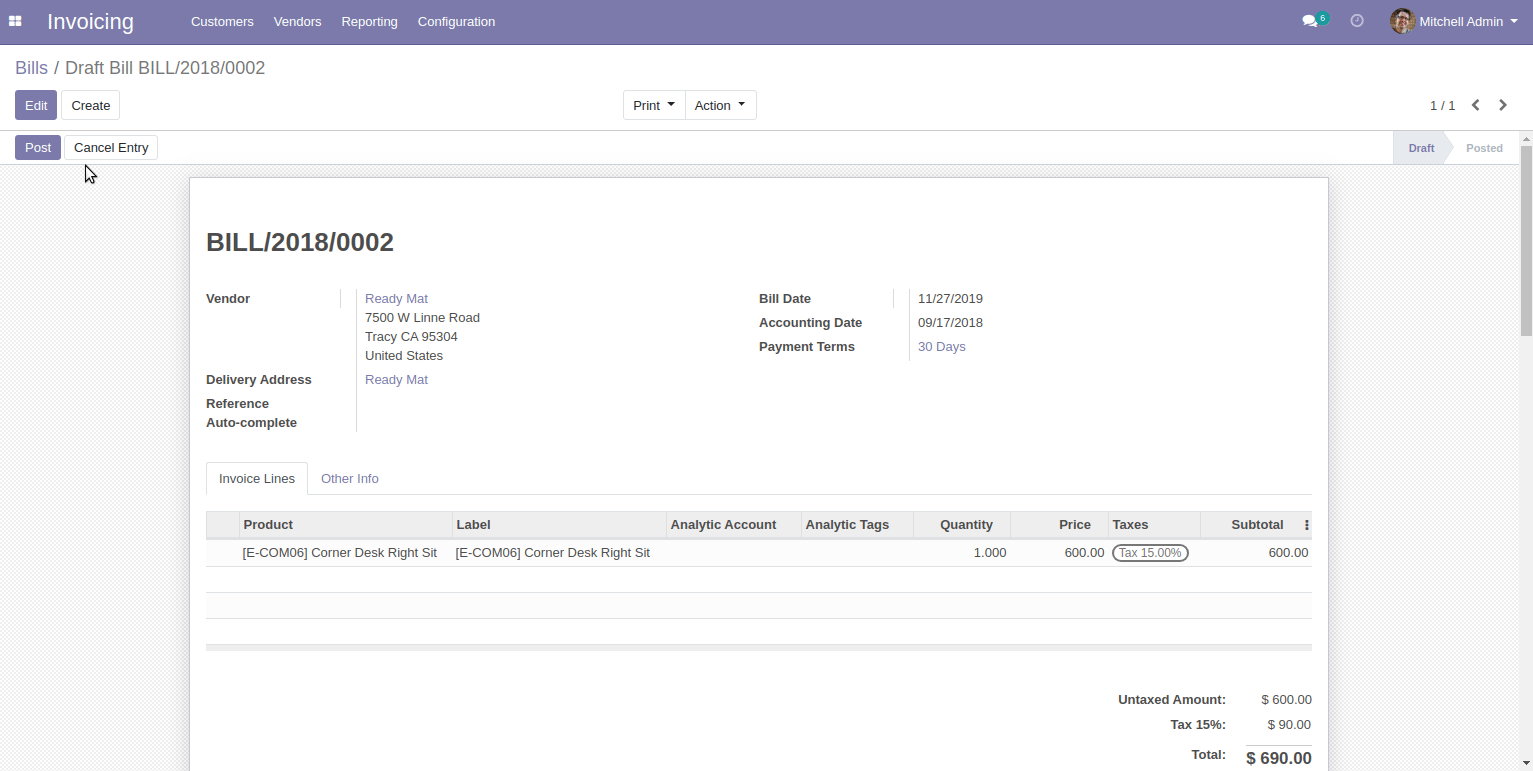 Invoicing Customers Vendors Reporting Configuration 6 Mitchell Admin
Bills / Draft Bill BILL/2018/0002
Edit Create Print Action 1 / 1
Post Cancel Entry Draft Posted
BILL/2018/0002
Vendor Ready Mat Bill Date 11/27/2019
7500 W Linne Road Accounting Date 09/17/2018
Tracy CA 95304 Payment Terms 30 Days
United States
Delivery Address Ready Mat
Reference
Auto-complete
Invoice Lines Other Info
Product Label Analytic Account Analytic Tags Quantity Price Taxes Subtotal
[E-COM06] Corner Desk Right Sit [E-COM06] Corner Desk Right Sit 1.000 600.00 Tax 15.00% 600.00
Untaxed Amount: $ 600.00
Tax 15%: $ 90.00
Total: $ 690.00